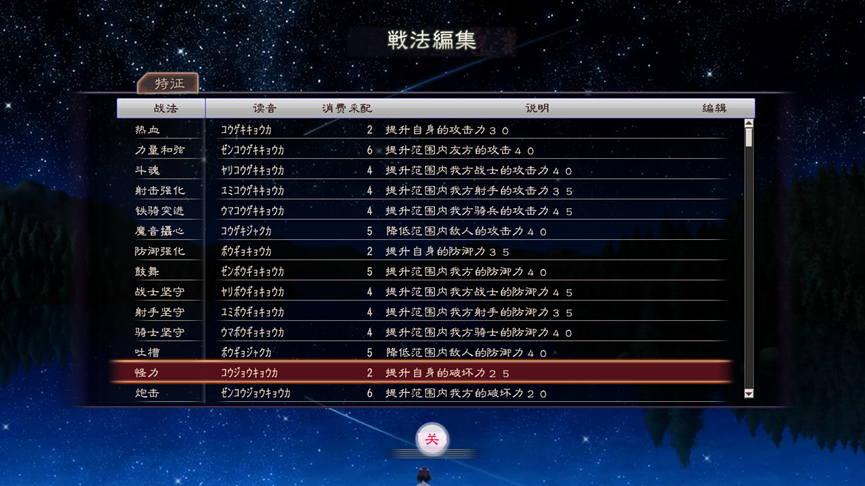 戦法編集
特征
战法 读音 消费采配 说明 编辑
热血 コウゲキキョウカ 2 提升自身的攻击力３０
力量和弦 ゼンコウゲキキョウカ 6 提升范围内友方的攻击４０
斗魂 ヤリコウゲキキョウカ 4 提升范围内我方战士的攻击力４０
射击强化 ユミコウゲキキョウカ 4 提升范围内我方射手的攻击力３５
铁骑突进 ウマコウゲキキョウカ 4 提升范围内我方骑兵的攻击力４５
魔音攝心 コウゲキジャクカ 5 降低范围内敌人的攻击力４０
防御强化 ボウギョキョウカ 2 提升自身的防御力３５
鼓舞 ゼンボウギョキョウカ 5 提升范围内我方的防御力４０
战士坚守 ヤリボウギョキョウカ 4 提升范围内我方战士的防御力４５
射手坚守 ユミボウギョキョウカ 4 提升范围内我方射手的防御力３５
骑士坚守 ウマボウギョキョウカ 4 提升范围内我方骑士的防御力４０
吐槽 ボウギョジャクカ 5 降低范围内敌人的防御力４０
怪力 コウジョウキョウカ 2 提升自身的破坏力２５
炮击 ゼンコウジョウキョウカ 6 提升范围内我方的破坏力２０
关